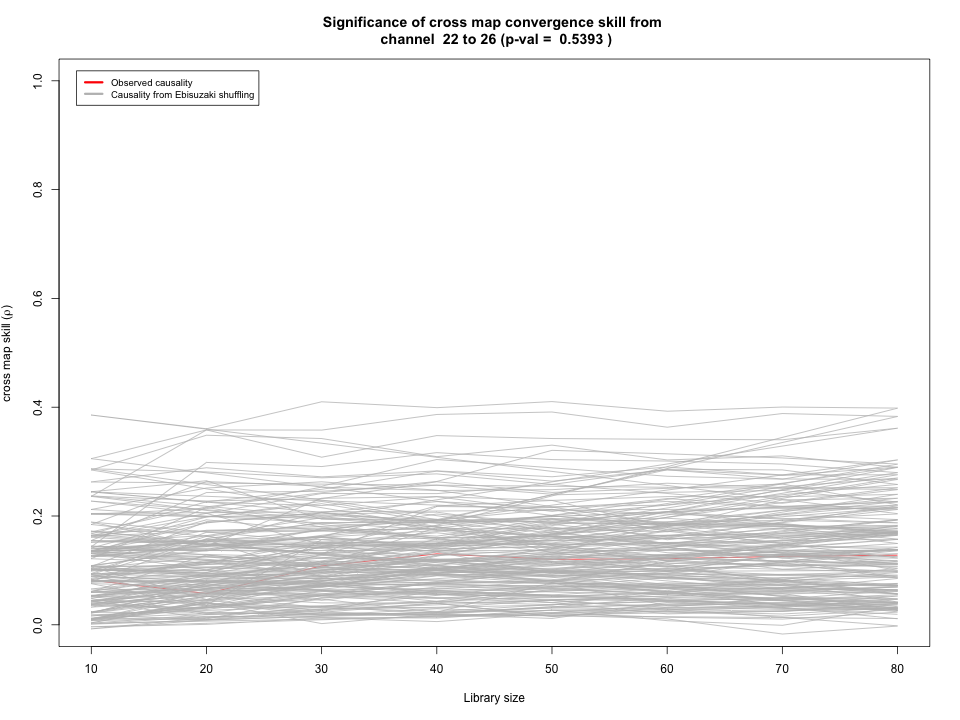 Significance of cross map convergence skill from
channel  22 to 26 (p-val =  0.5393 )
Observed causality
Causality from Ebisuzaki shuffling
1.0
0.8
0.6
0.4
0.2
0.0
cross map skill (ρ)
10 20 30 40 50 60 70 80
Library size